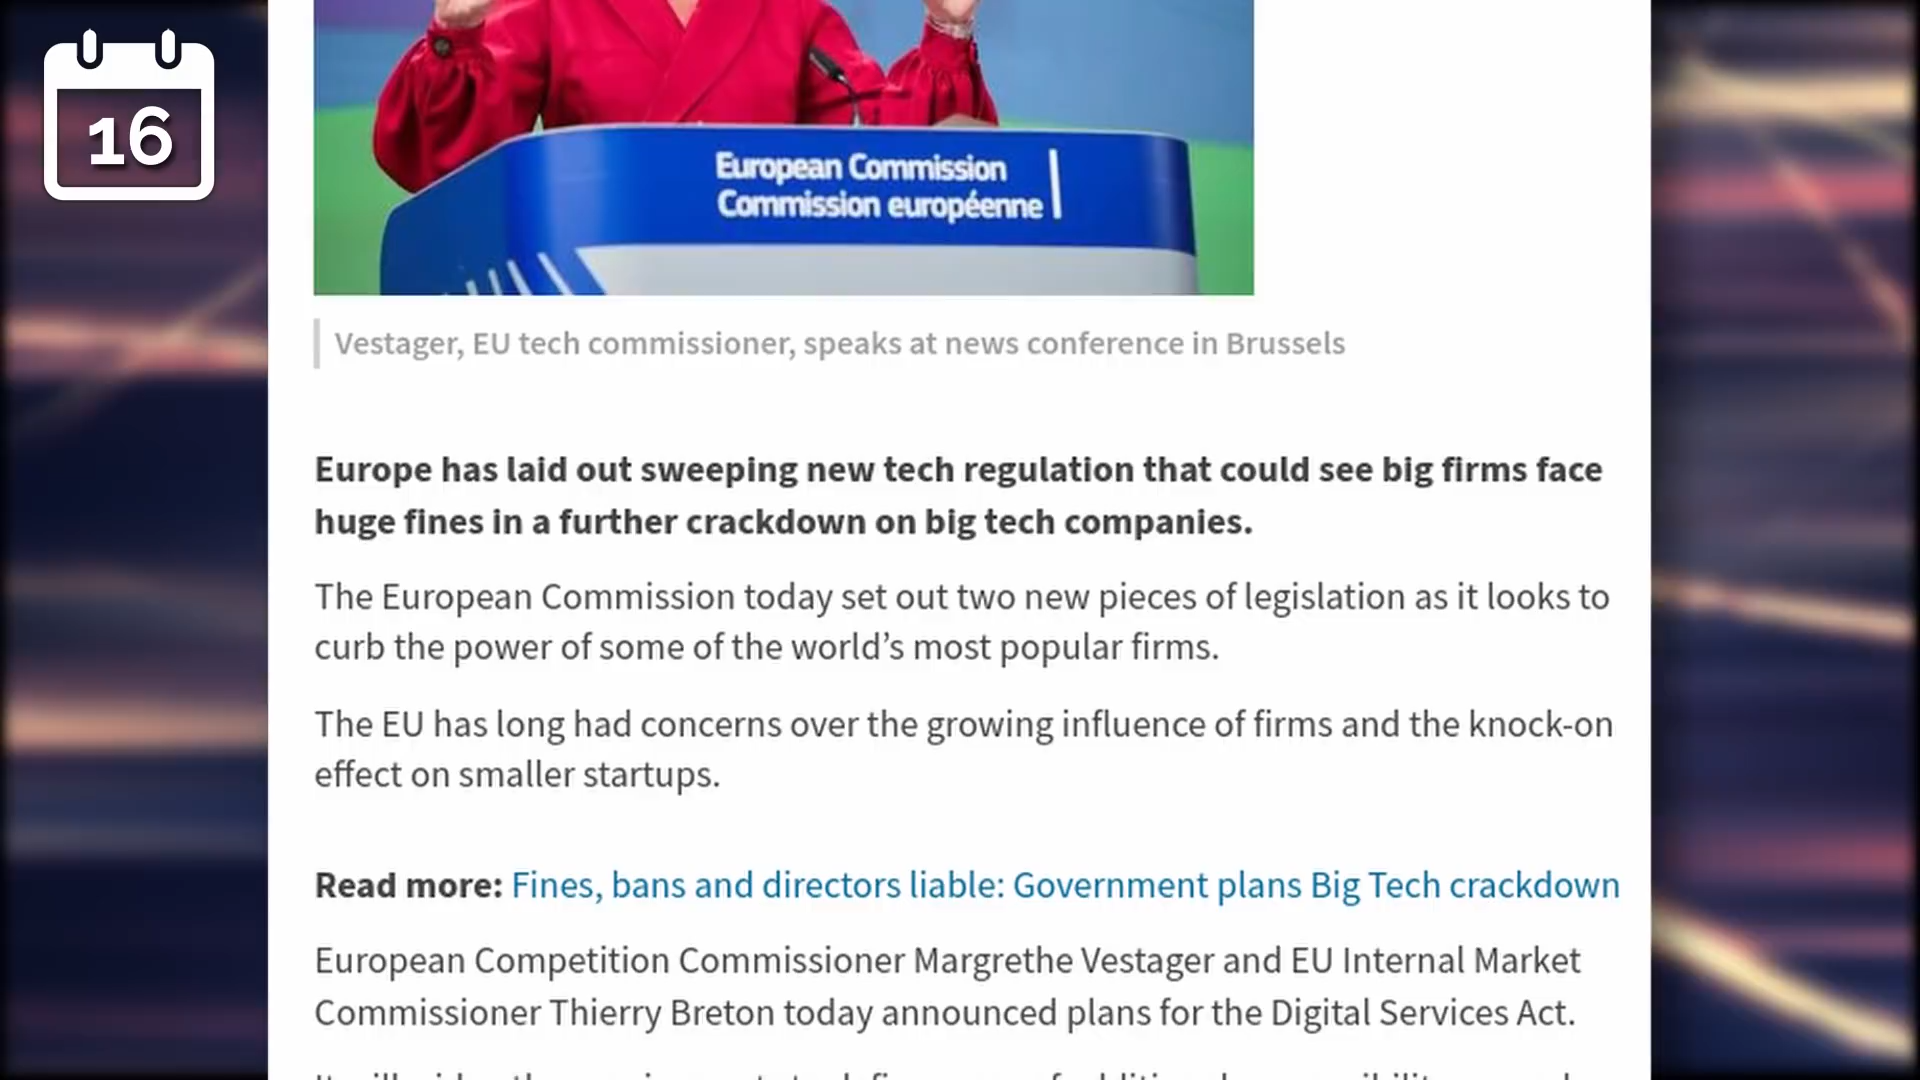 16
European Commission
Commission européenne
Vestager, EU tech commissioner, speaks at news conference in Brussels
Europe has laid out sweeping new tech regulation that could see big firms face
huge fines in a further crackdown on big tech companies.
The European Commission today set out two new pieces of legislation as it looks to
curb the power of some of the world’s most popular firms.
The EU has long had concerns over the growing influence of firms and the knock-on
effect on smaller startups.
Read more: Fines, bans and directors liable: Government plans Big Tech crackdown
European Competition Commissioner Margrethe Vestager and EU Internal Market
Commissioner Thierry Breton today announced plans for the Digital Services Act.